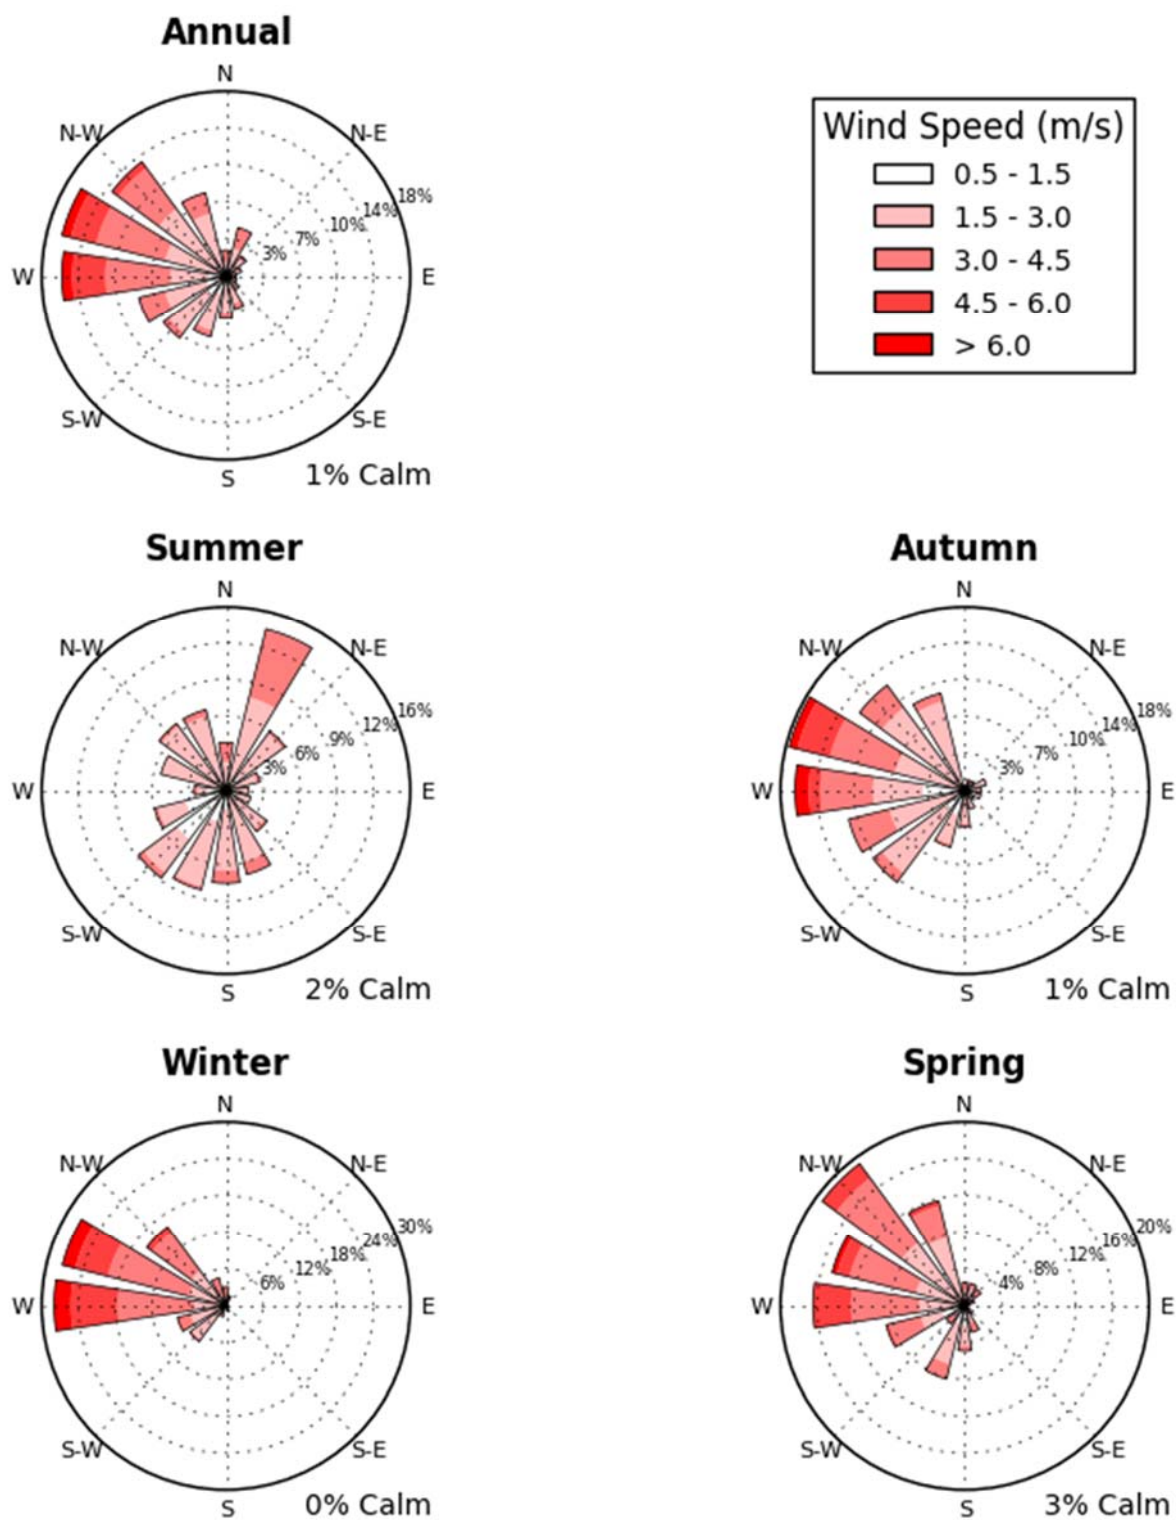 Annual
N
N-W
N-E
W
E
S-W
S-E
S
3%
7%
10%
14%
18%
1% Calm
Wind Speed (m/s)
0.5 - 1.5
1.5 - 3.0
3.0 - 4.5
4.5 - 6.0
> 6.0
Summer
N
N-W
N-E
W
E
S-W
S-E
S
3%
6%
9%
12%
16%
2% Calm
Autumn
N
N-W
N-E
W
E
S-W
S-E
S
3%
7%
10%
14%
18%
1% Calm
Winter
N
N-W
N-E
W
E
S-W
S-E
S
6%
12%
18%
24%
30%
0% Calm
Spring
N
N-W
N-E
W
E
S-W
S-E
S
4%
8%
12%
16%
20%
3% Calm